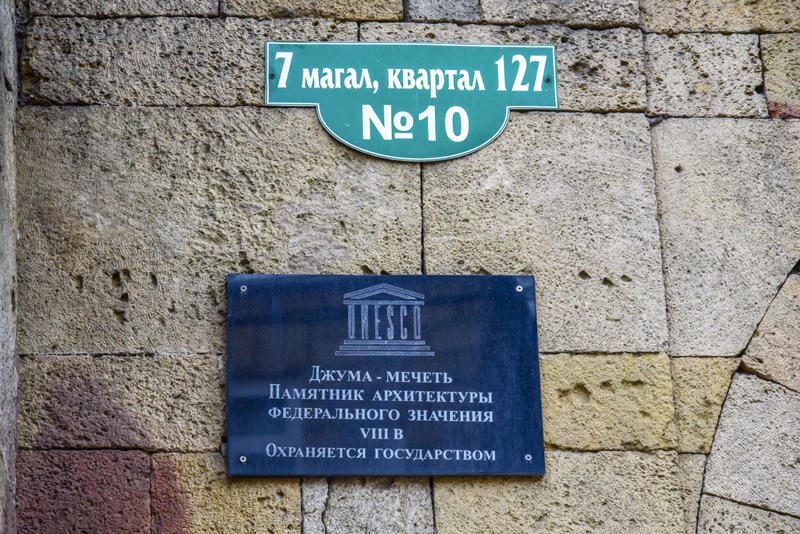 7 магал, квартал 127
№10
UNESCO
Джума - мечеть
Памятник архитектуры
федерального значения
VIII в
Охраняется государством